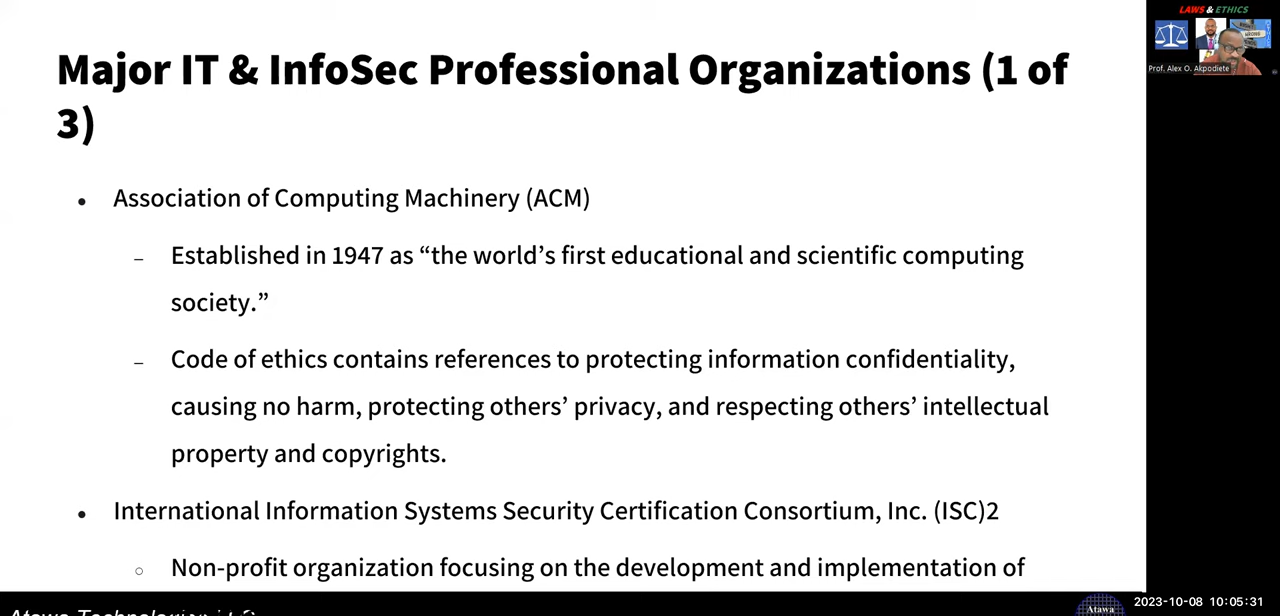 LAWS & ETHICS
Prof. Alex O. Akpodiete
Major IT & InfoSec Professional Organizations (1 of
3)
• Association of Computing Machinery (ACM)
– Established in 1947 as “the world’s first educational and scientific computing
society.”
– Code of ethics contains references to protecting information confidentiality,
causing no harm, protecting others’ privacy, and respecting others’ intellectual
property and copyrights.
• International Information Systems Security Certification Consortium, Inc. (ISC)2
○ Non-profit organization focusing on the development and implementation of
Atawa
2023-10-08 10:05:31